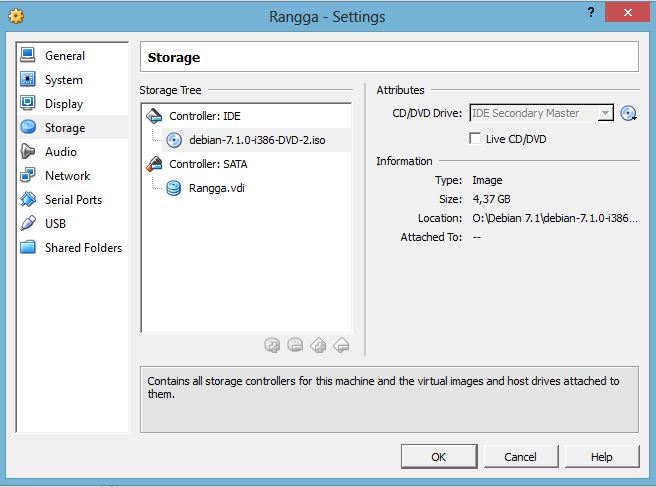 Rangga - Settings
?
General
System
Display
Storage
Audio
Network
Serial Ports
USB
Shared Folders
Storage
Storage Tree
Controller: IDE
debian-7.1.0-i386-DVD-2.iso
Controller: SATA
Rangga.vdi
Attributes
CD/DVD Drive: IDE Secondary Master
Live CD/DVD
Information
Type: Image
Size: 4,37 GB
Location: O:\Debian 7.1\debian-7.1.0-i386...
Attached To: --
Contains all storage controllers for this machine and the virtual images and host drives attached to
them.
OK Cancel Help